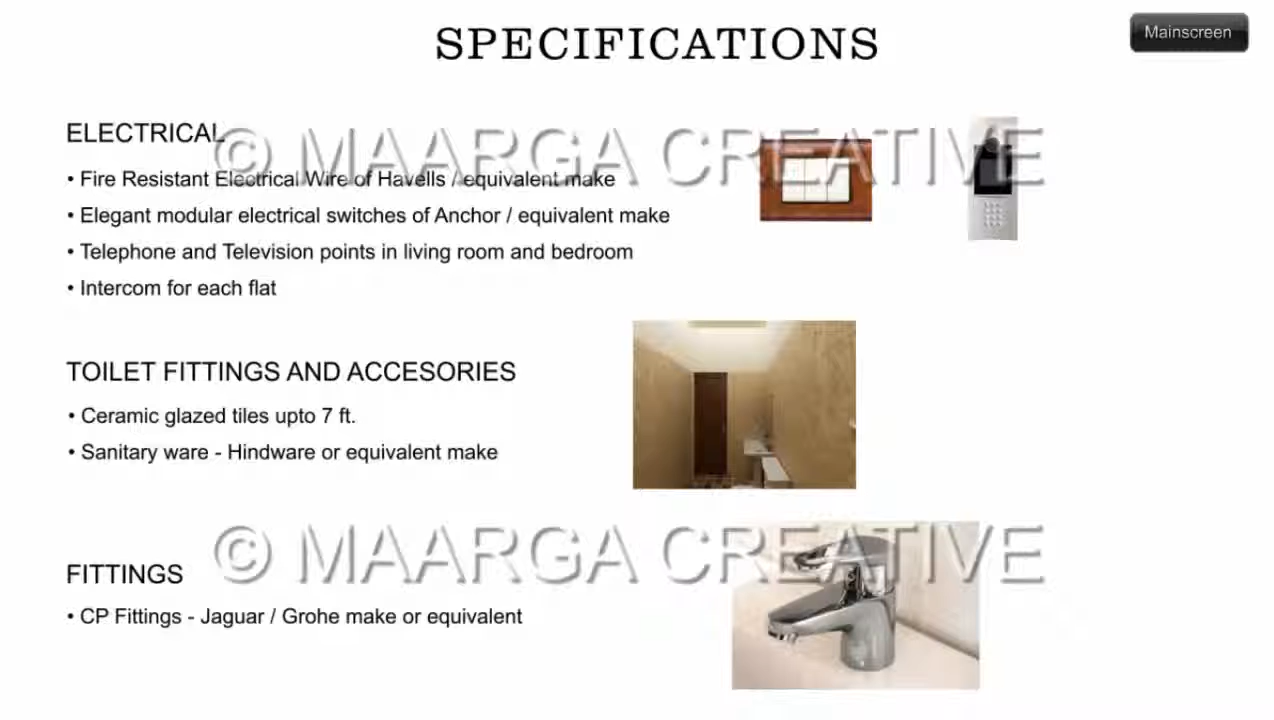 SPECIFICATIONS
Mainscreen
ELECTRICAL
© MAARGA CREATIVE
• Fire Resistant Electrical Wire of Havells / equivalent make
• Elegant modular electrical switches of Anchor / equivalent make
• Telephone and Television points in living room and bedroom
• Intercom for each flat
TOILET FITTINGS AND ACCESORIES
• Ceramic glazed tiles upto 7 ft.
• Sanitary ware - Hindware or equivalent make
© MAARGA CREATIVE
FITTINGS
• CP Fittings - Jaguar / Grohe make or equivalent